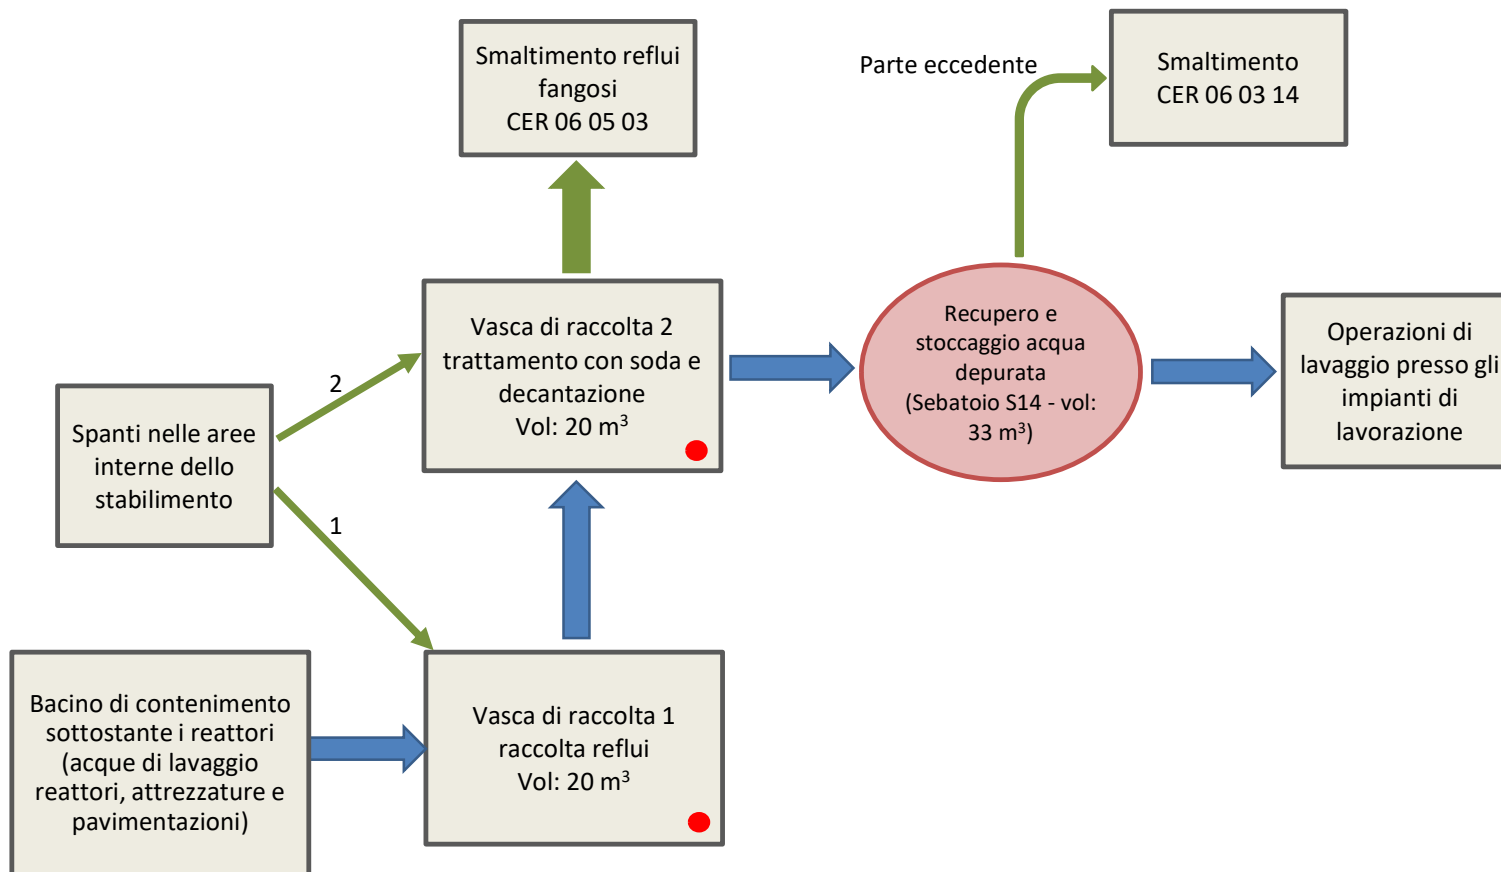 Smaltimento reflui
fangosi
CER 06 05 03
Parte eccedente
Smaltimento
CER 06 03 14
Vasca di raccolta 2
trattamento con soda e
decantazione
Vol: 20 m³
Recupero e
stoccaggio acqua
depurata
(Sebatoio S14 - vol:
33 m³)
Operazioni di
lavaggio presso gli
impianti di
lavorazione
2
Spanti nelle aree
interne dello
stabilimento
1
Bacino di contenimento
sottostante i reattori
(acque di lavaggio
reattori, attrezzature e
pavimentazioni)
Vasca di raccolta 1
raccolta reflui
Vol: 20 m³